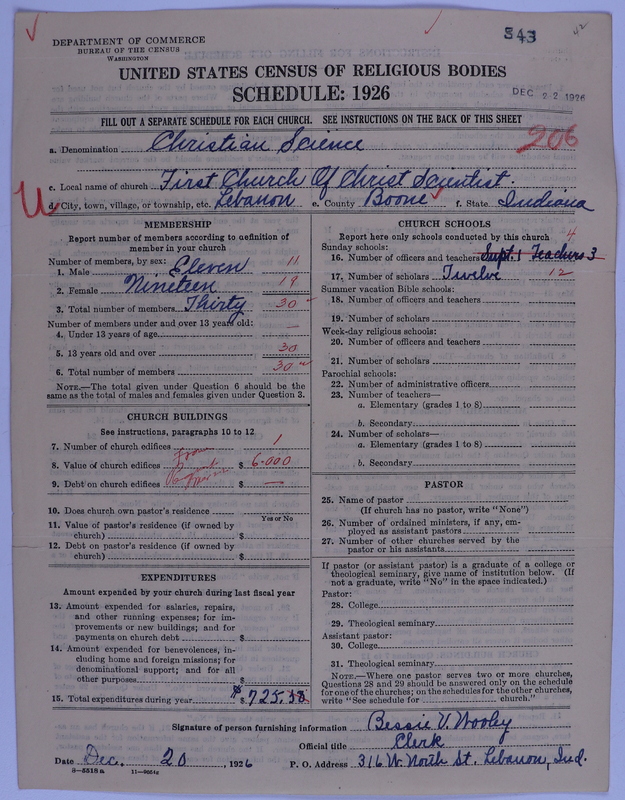 DEPARTMENT OF COMMERCE
BUREAU OF THE CENSUS
WASHINGTON
343
42
UNITED STATES CENSUS OF RELIGIOUS BODIES
SCHEDULE: 1926
DEC 22 1926
FILL OUT A SEPARATE SCHEDULE FOR EACH CHURCH. SEE INSTRUCTIONS ON THE BACK OF THIS SHEET
a. Denomination Christian Science
206
c. Local name of church First Church Of Christ Scientist
d. City, town, village, or township, etc. Lebanon e. County Boone f. State Indiana
MEMBERSHIP
Report number of members according to definition of
member in your church
Number of members, by sex:
1. Male Eleven 11
2. Female Nineteen 19
3. Total number of members Thirty 30
Number of members under and over 13 years old:
4. Under 13 years of age —
5. 13 years old and over 30
6. Total number of members 30
NOTE.—The total given under Question 6 should be the
same as the total of males and females given under Question 3.
CHURCH BUILDINGS
See instructions, paragraphs 10 to 12
7. Number of church edifices 1
8. Value of church edifices $ 6.000
9. Debt on church edifices $ —
From
10. Does church own pastor's residence
Yes or No
11. Value of pastor's residence (if owned by
church) $
12. Debt on pastor's residence (if owned by
church) $
EXPENDITURES
Amount expended by your church during last fiscal year
13. Amount expended for salaries, repairs,
and other running expenses; for im-
provements or new buildings; and for
payments on church debt $
14. Amount expended for benevolences, in-
cluding home and foreign missions; for
denominational support; and for all
other purposes $
15. Total expenditures during year $ 725.
CHURCH SCHOOLS
Report here only schools conducted by this church
Sunday schools: 4
16. Number of officers and teachers Supt. 1 Teachers 3
17. Number of scholars Twelve 12
Summer vacation Bible schools:
18. Number of officers and teachers
19. Number of scholars
Week-day religious schools:
20. Number of officers and teachers
21. Number of scholars
Parochial schools:
22. Number of administrative officers
23. Number of teachers—
a. Elementary (grades 1 to 8)
b. Secondary
24. Number of scholars—
a. Elementary (grades 1 to 8)
b. Secondary
PASTOR
25. Name of pastor
(If church has no pastor, write "None")
26. Number of ordained ministers, if any, em-
ployed as assistant pastors
27. Number of other churches served by the
pastor or his assistants
If pastor (or assistant pastor) is a graduate of a college or
theological seminary, give name of institution below. (If
not a graduate, write "No" in the space indicated.)
Pastor:
28. College
29. Theological seminary
Assistant pastor:
30. College
31. Theological seminary
NOTE.—Where one pastor serves two or more churches,
Questions 28 and 29 should be answered only on the schedule
for one of the churches; on the schedules for the other churches,
write "See schedule for church."
Signature of person furnishing information Bessie V. Wooley
Official title Clerk
Date Dec. 20, 1926 P. O. Address 316 W. North St. Lebanon, Ind.
8-5518a 11-9051c